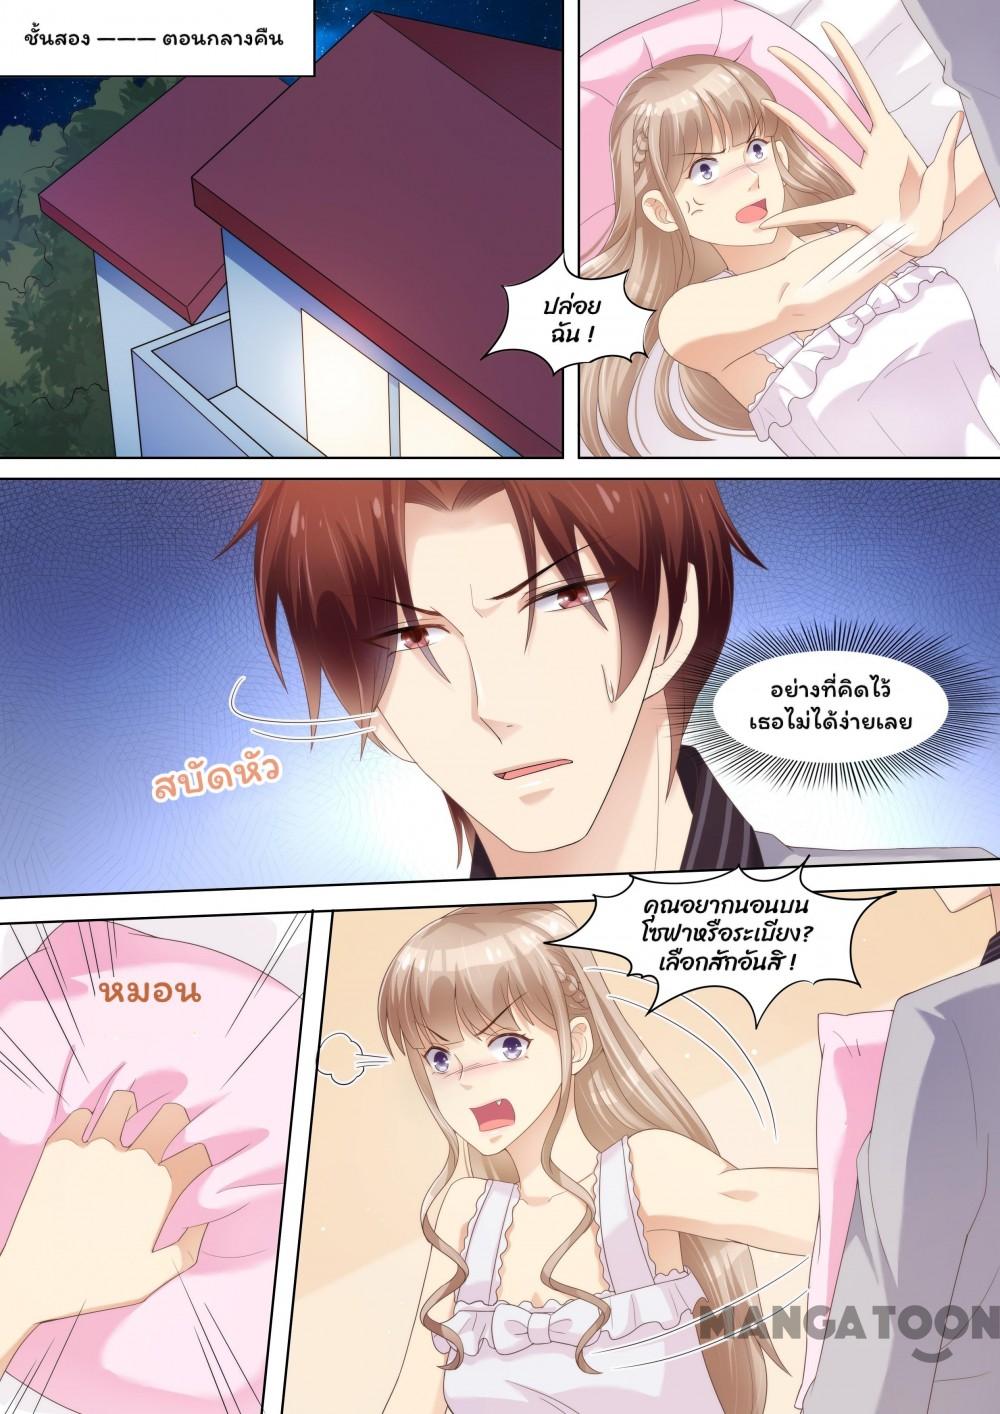 ชั้นสอง ——— ตอนกลางคืน
ปล่อย
ฉัน !
อย่างที่คิดไว้
เธอไม่ได้ง่ายเลย
สบัดหัว
คุณอยากนอนบน
โซฟาหรือระเบียง?
เลือกสักอันสิ !
หมอน
MANGATOON